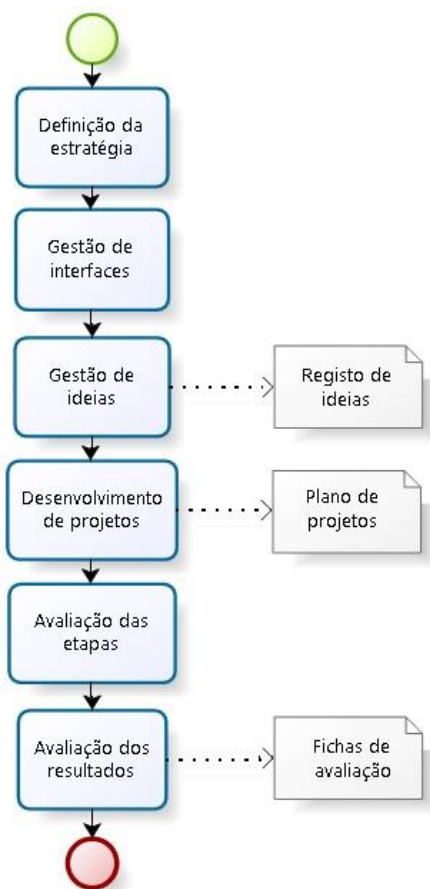 Definição da
estratégia
Gestão de
interfaces
Gestão de
ideias
Registo de
ideias
Desenvolvimento
de projetos
Plano de
projetos
Avaliação das
etapas
Avaliação dos
resultados
Fichas de
avaliação